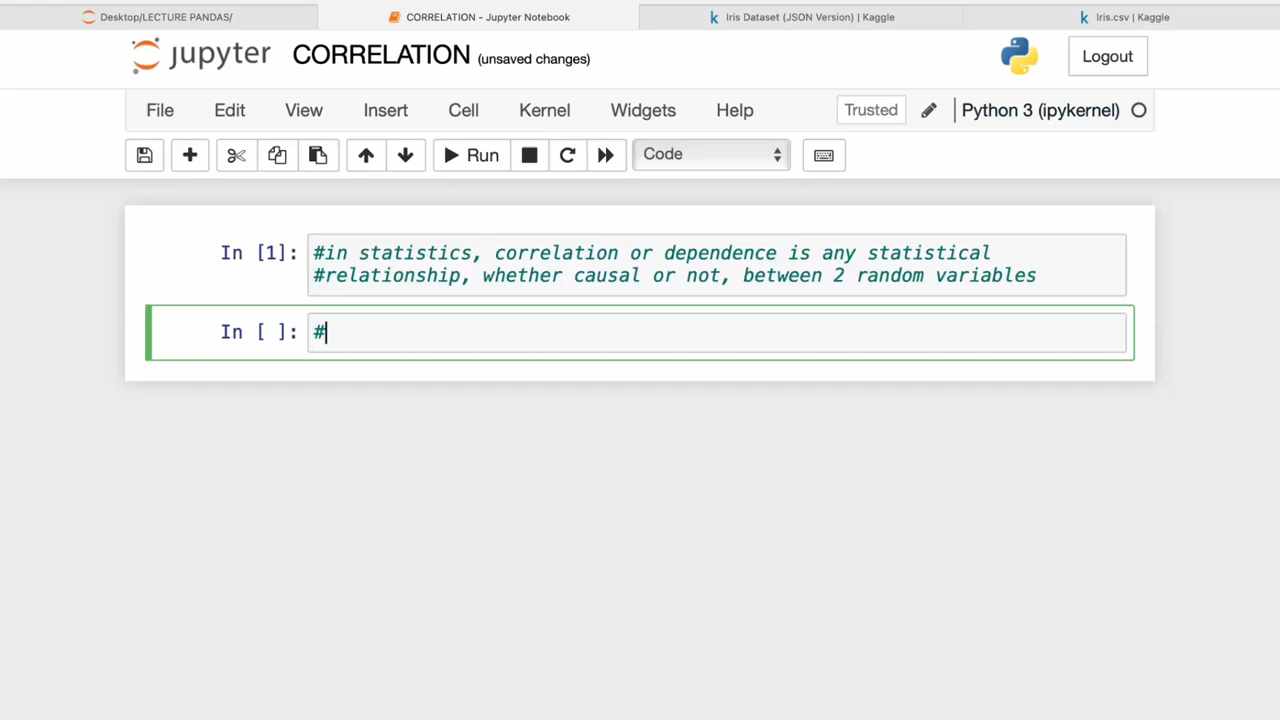 Desktop/LECTURE PANDAS/ CORRELATION - Jupyter Notebook Iris Dataset (JSON Version) | Kaggle Iris.csv | Kaggle
jupyter CORRELATION (unsaved changes) Logout
File Edit View Insert Cell Kernel Widgets Help Trusted Python 3 (ipykernel)
Run Code
In [1]: #in statistics, correlation or dependence is any statistical
#relationship, whether causal or not, between 2 random variables
In [ ]: #